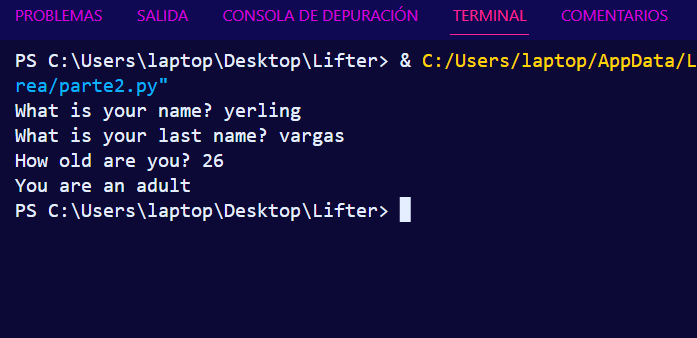 PROBLEMAS SALIDA CONSOLA DE DEPURACIÓN TERMINAL COMENTARIOS
PS C:\Users\laptop\Desktop\Lifter> & C:/Users/laptop/AppData/L
rea/parte2.py"
What is your name? yerling
What is your last name? vargas
How old are you? 26
You are an adult
PS C:\Users\laptop\Desktop\Lifter>